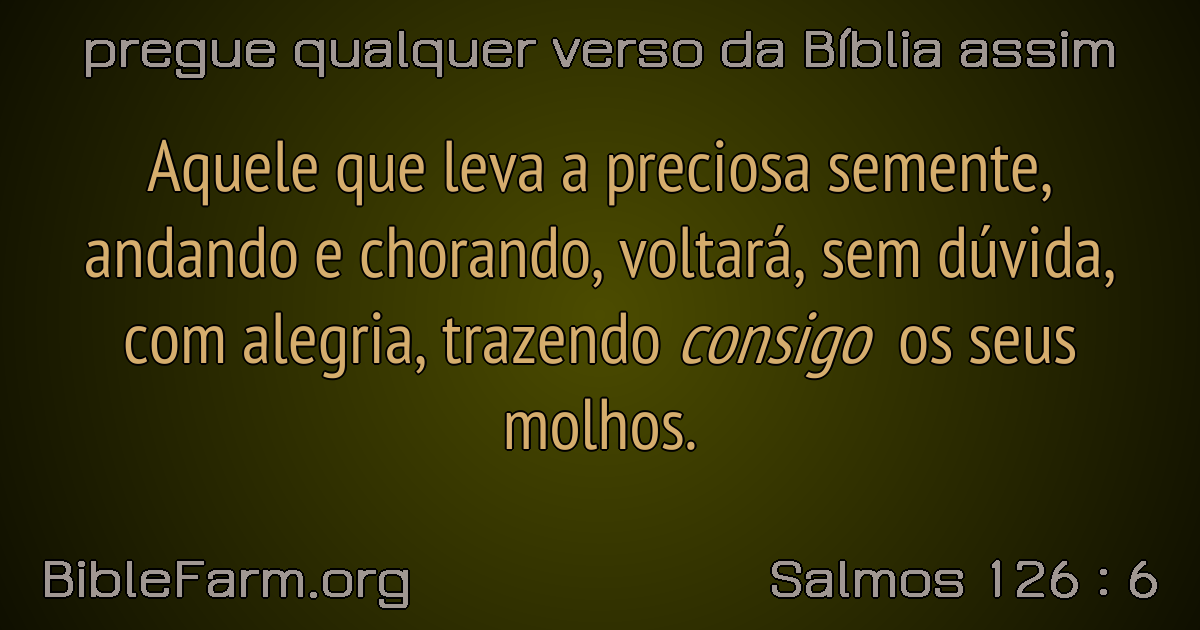 pregue qualquer verso da Bíblia assim
Aquele que leva a preciosa semente,
andando e chorando, voltará, sem dúvida,
com alegria, trazendo consigo os seus
molhos.
BibleFarm.org
Salmos 126 : 6